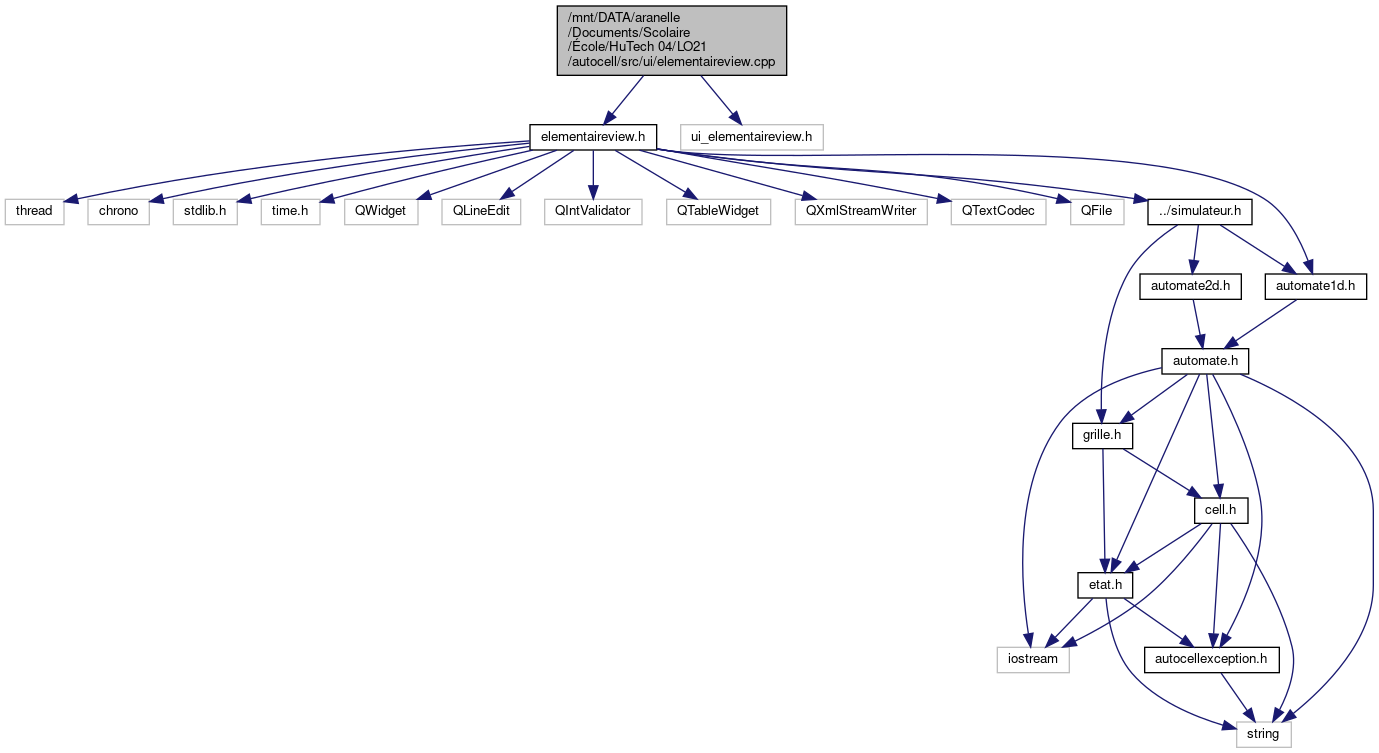 /mnt/DATA/aranelle
/Documents/Scolaire
/École/HuTech 04/LO21
/autocell/src/ui/elementaireview.cpp
elementaireview.h
ui_elementaireview.h
thread
chrono
stdlib.h
time.h
QWidget
QLineEdit
QIntValidator
QTableWidget
QXmlStreamWriter
QTextCodec
QFile
../simulateur.h
automate2d.h
automate1d.h
automate.h
grille.h
cell.h
etat.h
iostream
autocellexception.h
string